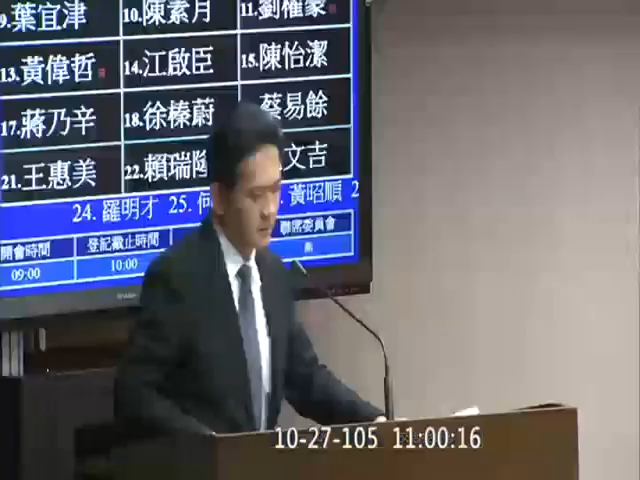 9.葉宜津 10.陳素月 11.劉櫂豪
13.黃偉哲 14.江啟臣 15.陳怡潔
17.蔣乃辛 18.徐榛蔚 蔡易餘
21.王惠美 22.賴瑞隆 文吉
24. 羅明才 25. 何 黃昭順 2
開會時間 登記截止時間 聯席委員會
09:00 10:00 無
10-27-105 11:00:16